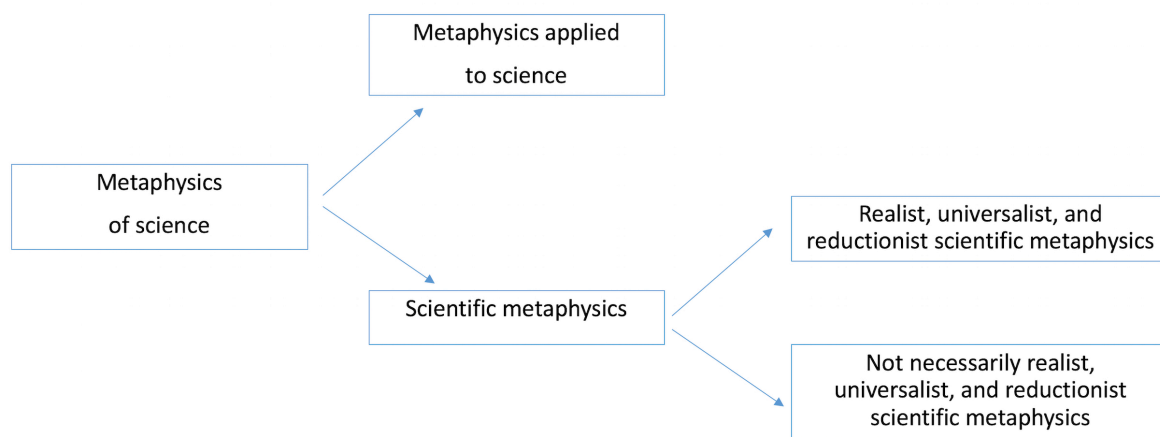 Metaphysics applied
to science
Metaphysics
of science
Scientific metaphysics
Realist, universalist, and
reductionist scientific metaphysics
Not necessarily realist,
universalist, and reductionist
scientific metaphysics